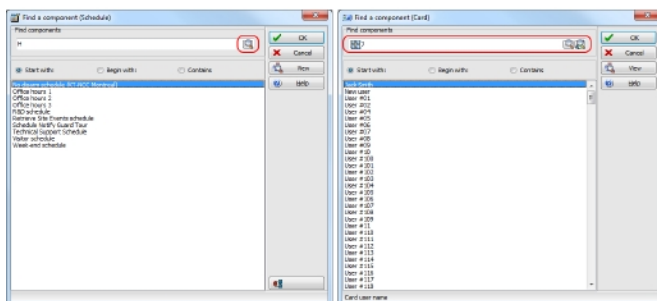 Find a component (Schedule)
Find components
H
OK
Cancel
View
Help
Start with:
Begin with:
Contains
Office hours 1
Office hours 2
Office hours 3
R&D schedule
Retrieve Site Events schedule
Schedule Notify Guard Tour
Technical Support Schedule
Visitor schedule
Week-end schedule
Find a component (Card)
Find components
OK
Cancel
View
Help
Start with:
Begin with:
Contains
Jack Smith
New user
User #01
User #02
User #04
User #05
User #06
User #07
User #08
User #09
User #10
User #100
User #101
User #102
User #103
User #104
User #105
User #106
User #107
User #108
User #109
User #11
User #110
User #111
User #112
User #113
User #114
User #115
User #116
User #117
User #118
Card user name